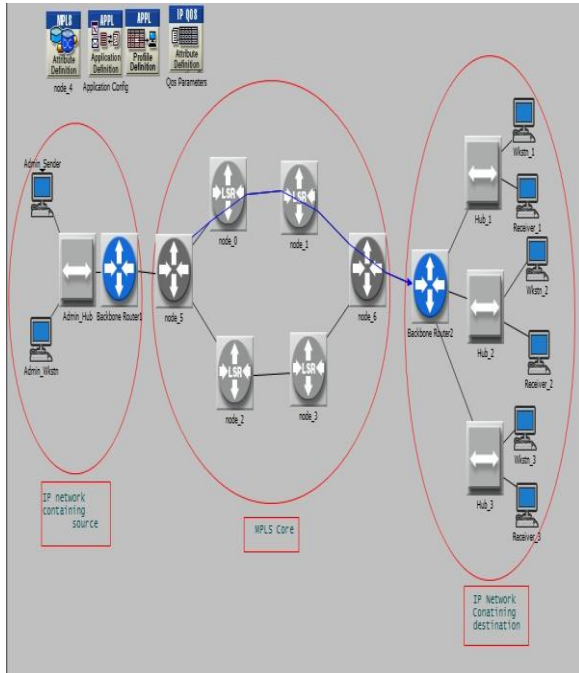 MPLS
Attribute
Definition
node_4
APPL
Application
Definition
Application Config
APPL
Profile
Definition
IP QOS
Attribute
Definition
Qos Parameters
Admin_Sender
Admin_Hub
Backbone Router1
Admin_Wkstn
node_5
LSR
node_0
LSR
node_1
node_6
LSR
node_2
LSR
node_3
Backbone Router2
Hub_1
Wkstn_1
Receiver_1
Hub_2
Wkstn_2
Receiver_2
Hub_3
Wkstn_3
Receiver_3
IP network
containing
source
MPLS Core
IP Network
Conatining
destination